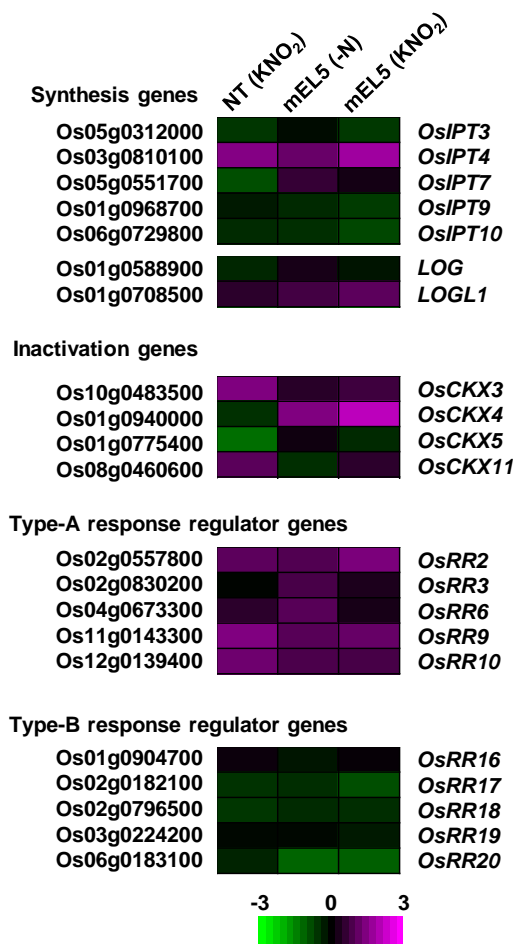 NT (KNO₂) mEL5 (-N) mEL5 (KNO₂)
Synthesis genes
Os05g0312000 OsIPT3
Os03g0810100 OsIPT4
Os05g0551700 OsIPT7
Os01g0968700 OsIPT9
Os06g0729800 OsIPT10
Os01g0588900 LOG
Os01g0708500 LOGL1
Inactivation genes
Os10g0483500 OsCKX3
Os01g0940000 OsCKX4
Os01g0775400 OsCKX5
Os08g0460600 OsCKX11
Type-A response regulator genes
Os02g0557800 OsRR2
Os02g0830200 OsRR3
Os04g0673300 OsRR6
Os11g0143300 OsRR9
Os12g0139400 OsRR10
Type-B response regulator genes
Os01g0904700 OsRR16
Os02g0182100 OsRR17
Os02g0796500 OsRR18
Os03g0224200 OsRR19
Os06g0183100 OsRR20
-3 0 3